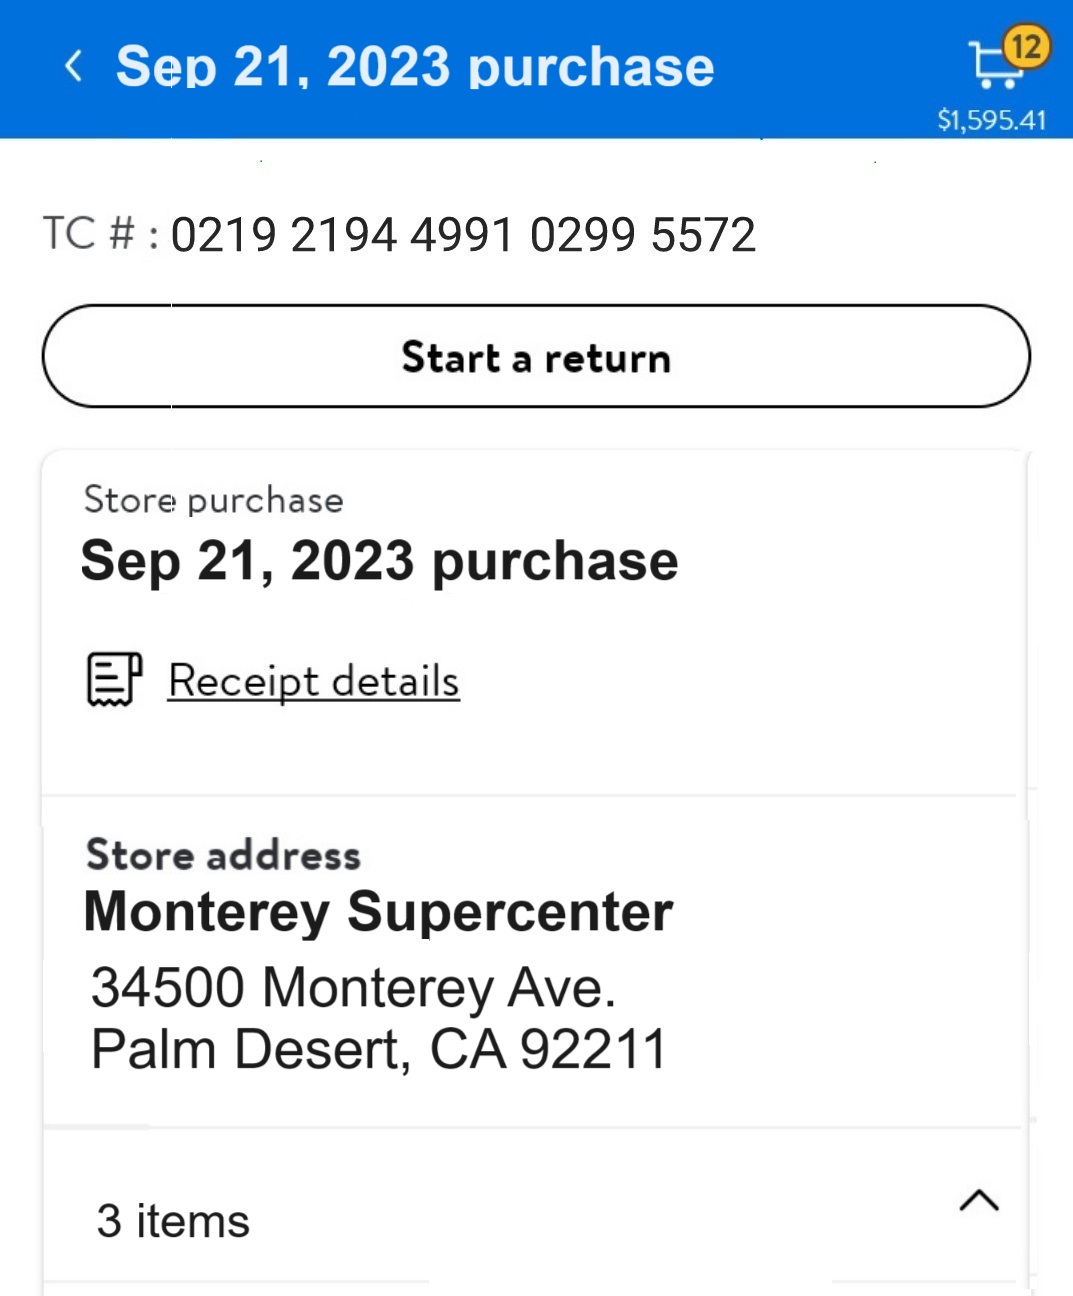 Sep 21, 2023 purchase
12
$1,595.41
TC # : 0219 2194 4991 0299 5572
Start a return
Store purchase
Sep 21, 2023 purchase
Receipt details
Store address
Monterey Supercenter
34500 Monterey Ave.
Palm Desert, CA 92211
3 items